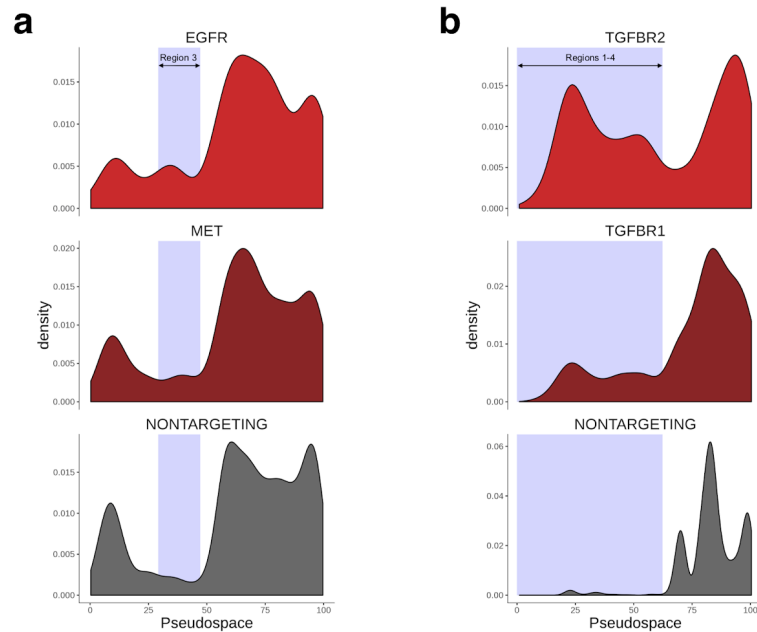 a
EGFR
Region 3
0.015
0.010
0.005
0.000
MET
0.020
0.015
0.010
0.005
0.000
density
NONTARGETING
0.015
0.010
0.005
0.000
0 25 50 75 100
Pseudospace
b
TGFBR2
Regions 1-4
0.015
0.010
0.005
0.000
TGFBR1
0.02
0.01
0.00
density
NONTARGETING
0.06
0.04
0.02
0.00
0 25 50 75 100
Pseudospace